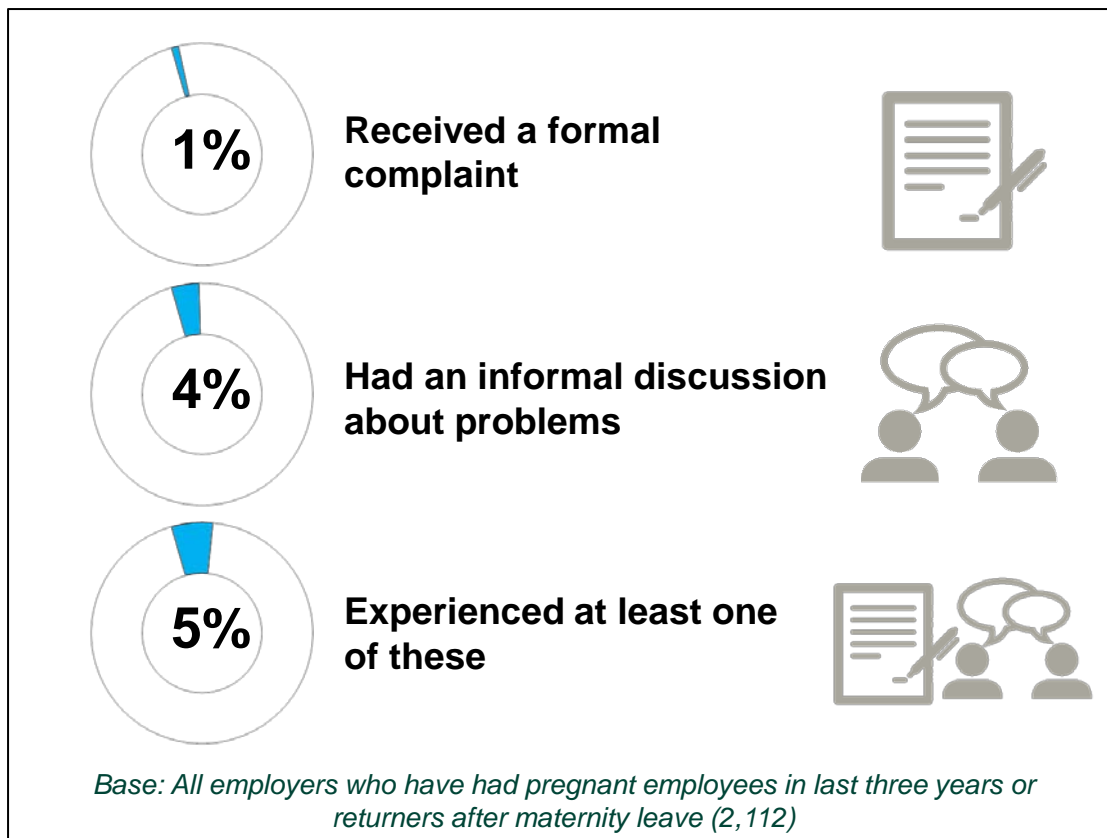 1%
Received a formal
complaint
4%
Had an informal discussion
about problems
5%
Experienced at least one
of these
Base: All employers who have had pregnant employees in last three years or
returners after maternity leave (2,112)